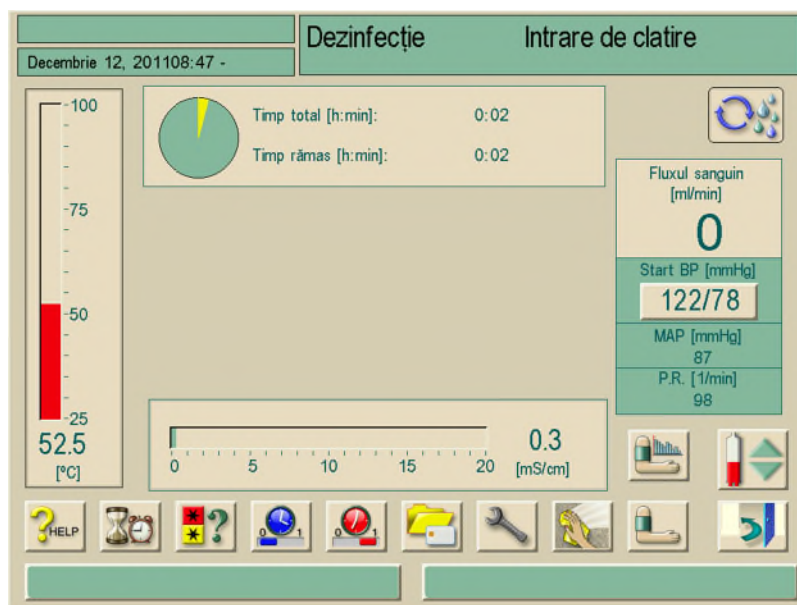 Dezinfecție Intrare de clatire
Decembrie 12, 201108:47 -
100
75
50
25
52.5
[ºC]
Timp total [h:min]: 0:02
Timp rămas [h:min]: 0:02
Fluxul sanguin
[ml/min]
0
Start BP [mmHg]
122/78
MAP [mmHg]
87
P.R. [1/min]
98
0 5 10 15 20
0.3
[mS/cm]
?HELP
?
0 1
0 1